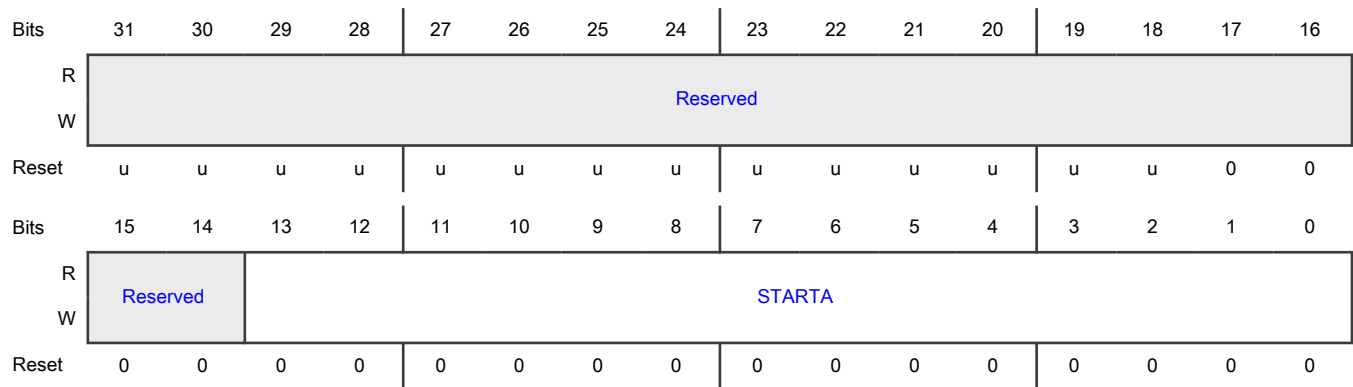 Bits 31 30 29 28 27 26 25 24 23 22 21 20 19 18 17 16
R
Reserved
W
Reset u u u u u u u u u u u u u u 0 0
Bits 15 14 13 12 11 10 9 8 7 6 5 4 3 2 1 0
R
Reserved STARTA
W
Reset 0 0 0 0 0 0 0 0 0 0 0 0 0 0 0 0